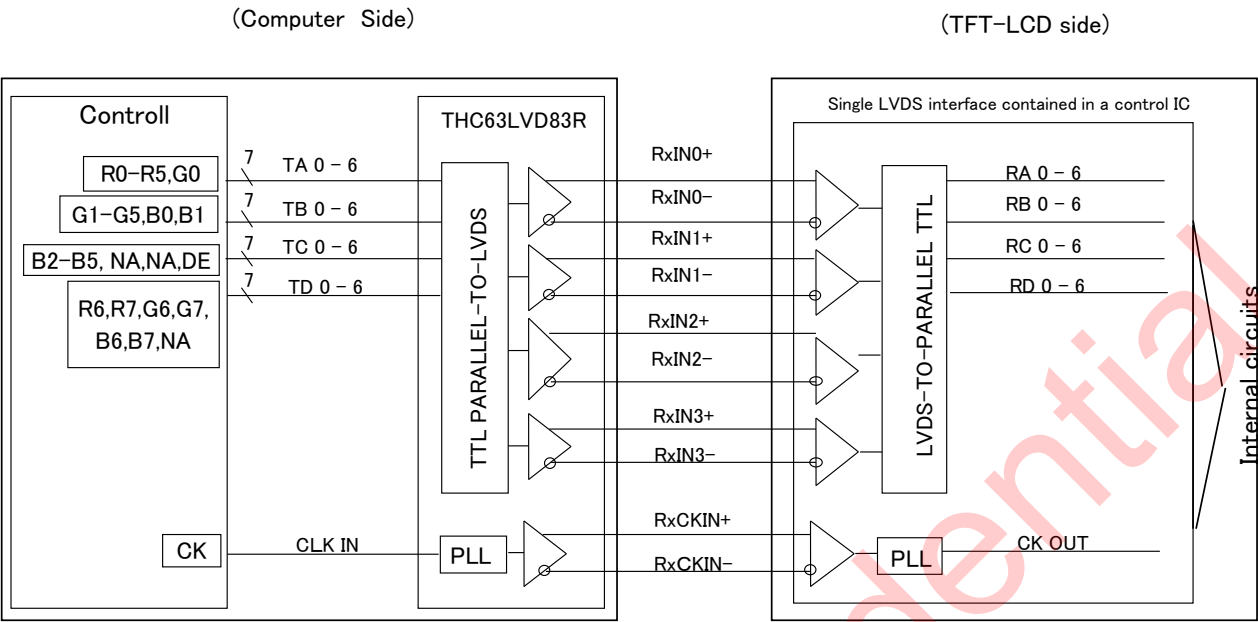 (Computer Side)
(TFT-LCD side)
Controll
THC63LVD83R
Single LVDS interface contained in a control IC
R0-R5,G0
7
TA 0 - 6
RxIN0+
RA 0 - 6
G1-G5,B0,B1
7
TB 0 - 6
RxIN0-
RB 0 - 6
B2-B5, NA,NA,DE
7
TC 0 - 6
RxIN1+
RC 0 - 6
R6,R7,G6,G7,
B6,B7,NA
7
TD 0 - 6
RxIN1-
RD 0 - 6
TTL PARALLEL-TO-LVDS
RxIN2+
RxIN2-
RxIN3+
RxIN3-
LVDS-TO-PARALLEL TTL
Internal circuits
CK
CLK IN
PLL
RxCKIN+
RxCKIN-
PLL
CK OUT
dential